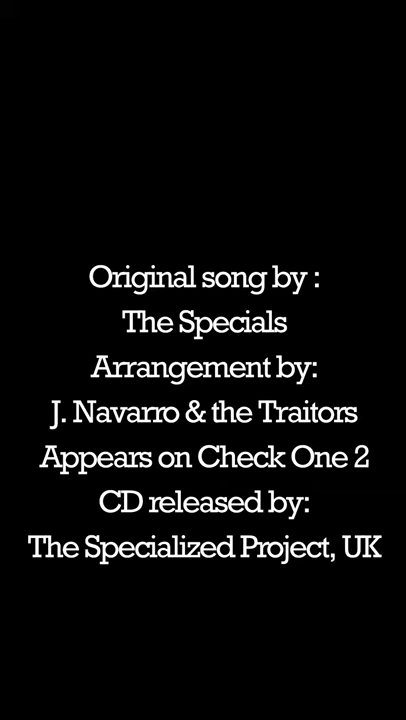 Original song by :
The Specials
Arrangement by:
J. Navarro & the Traitors
Appears on Check One 2
CD released by:
The Specialized Project, UK